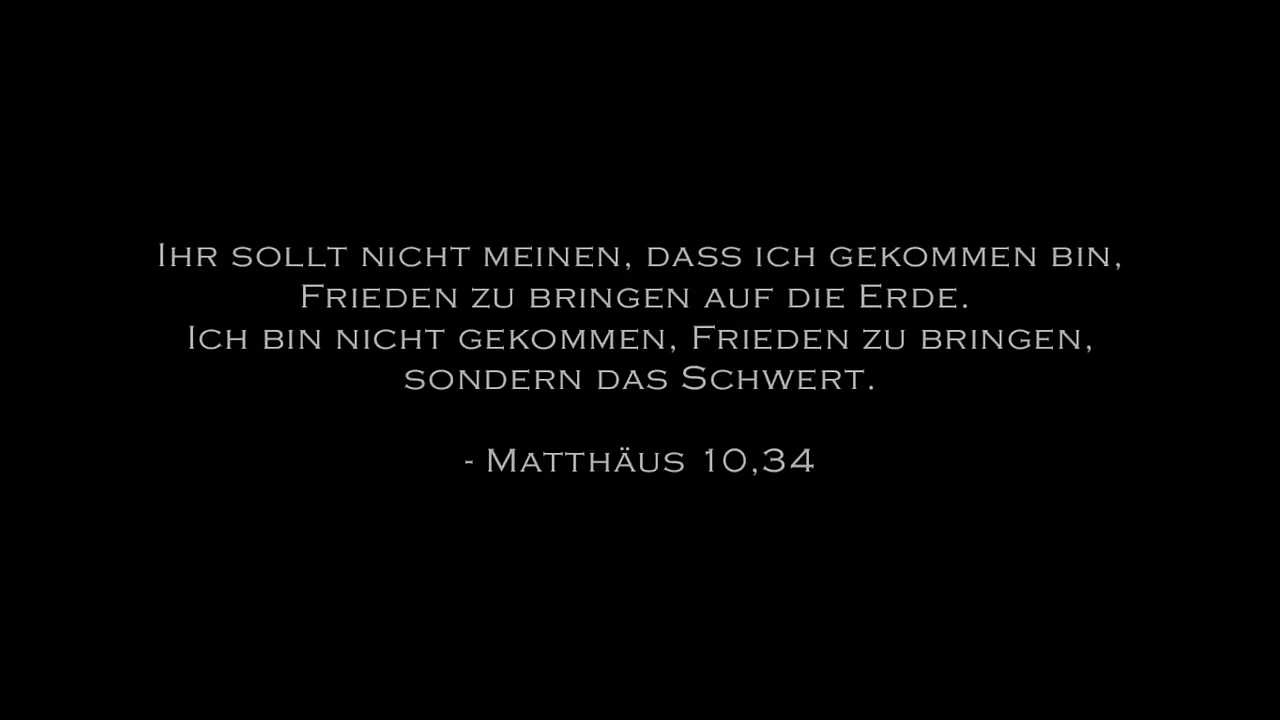 Ihr sollt nicht meinen, dass ich gekommen bin,
Frieden zu bringen auf die Erde.
Ich bin nicht gekommen, Frieden zu bringen,
sondern das Schwert.
- Matthäus 10,34